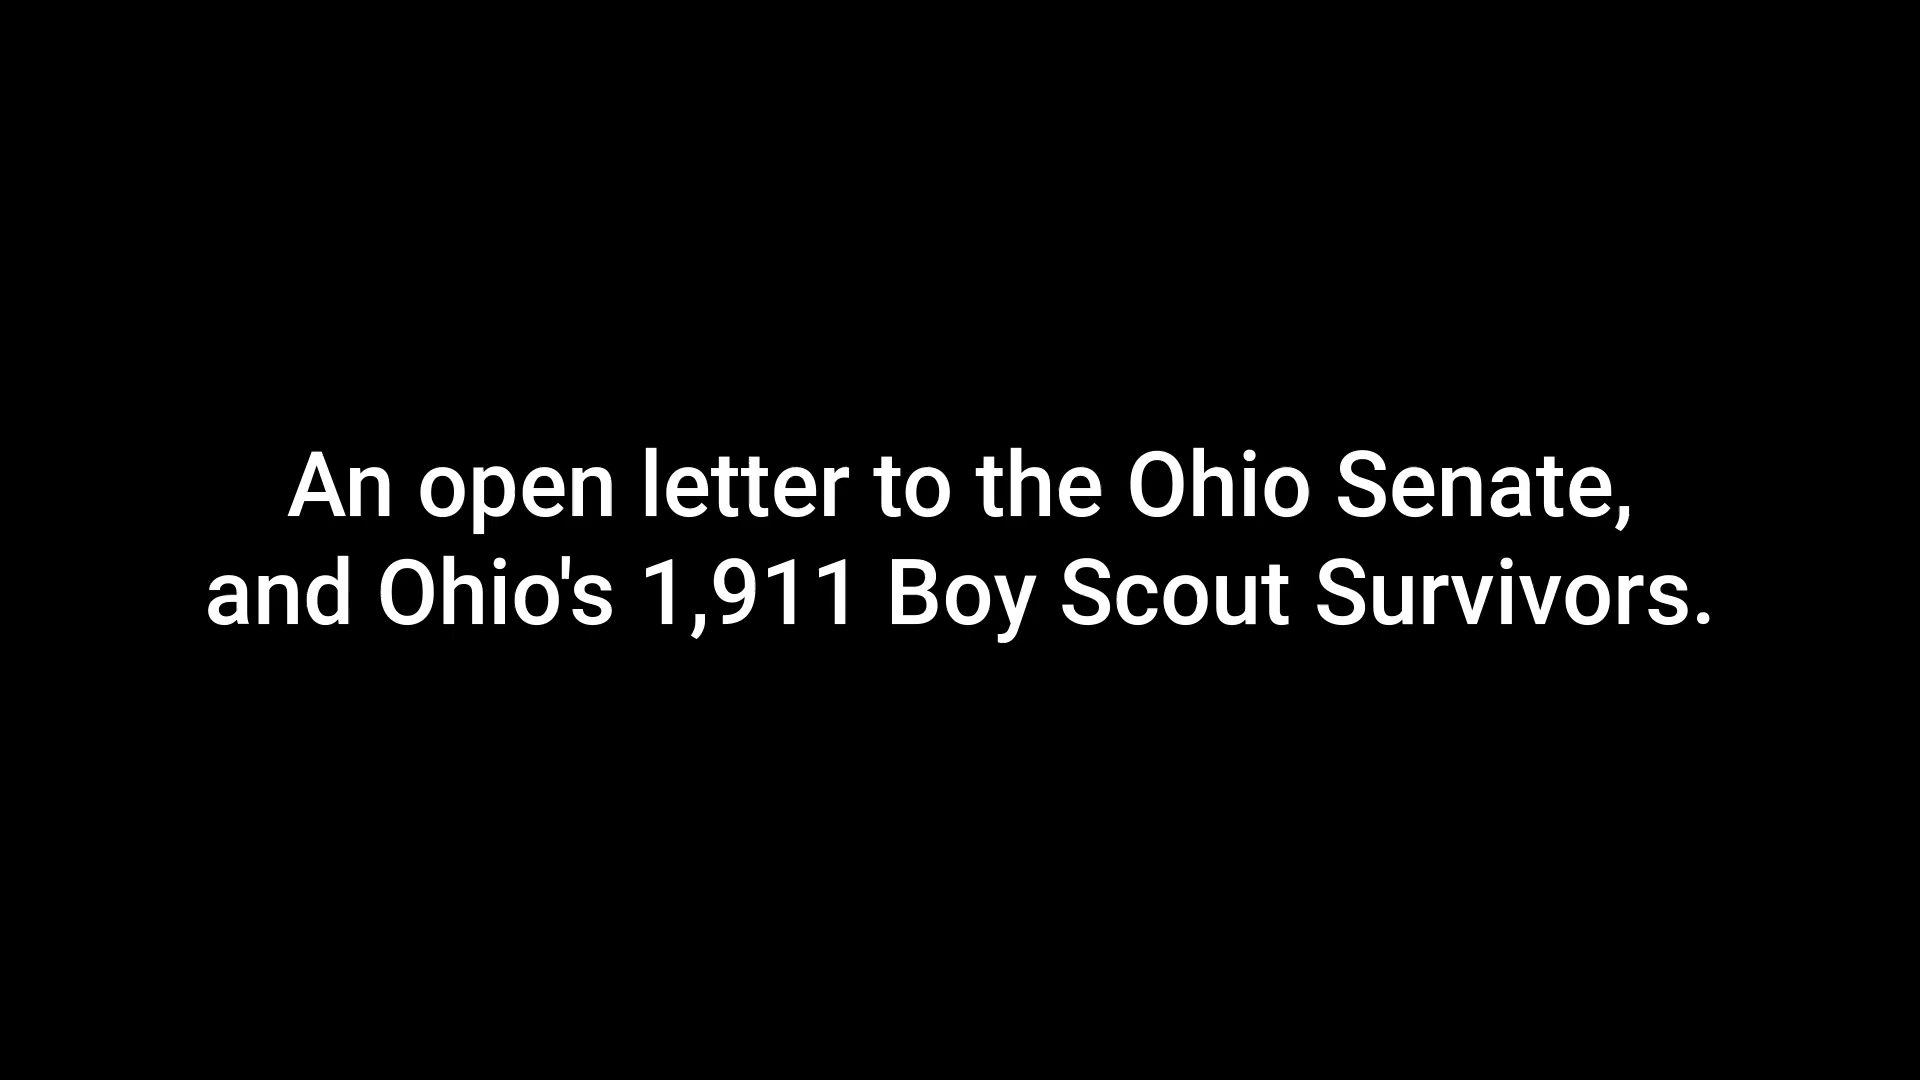 An open letter to the Ohio Senate,
and Ohio's 1,911 Boy Scout Survivors.